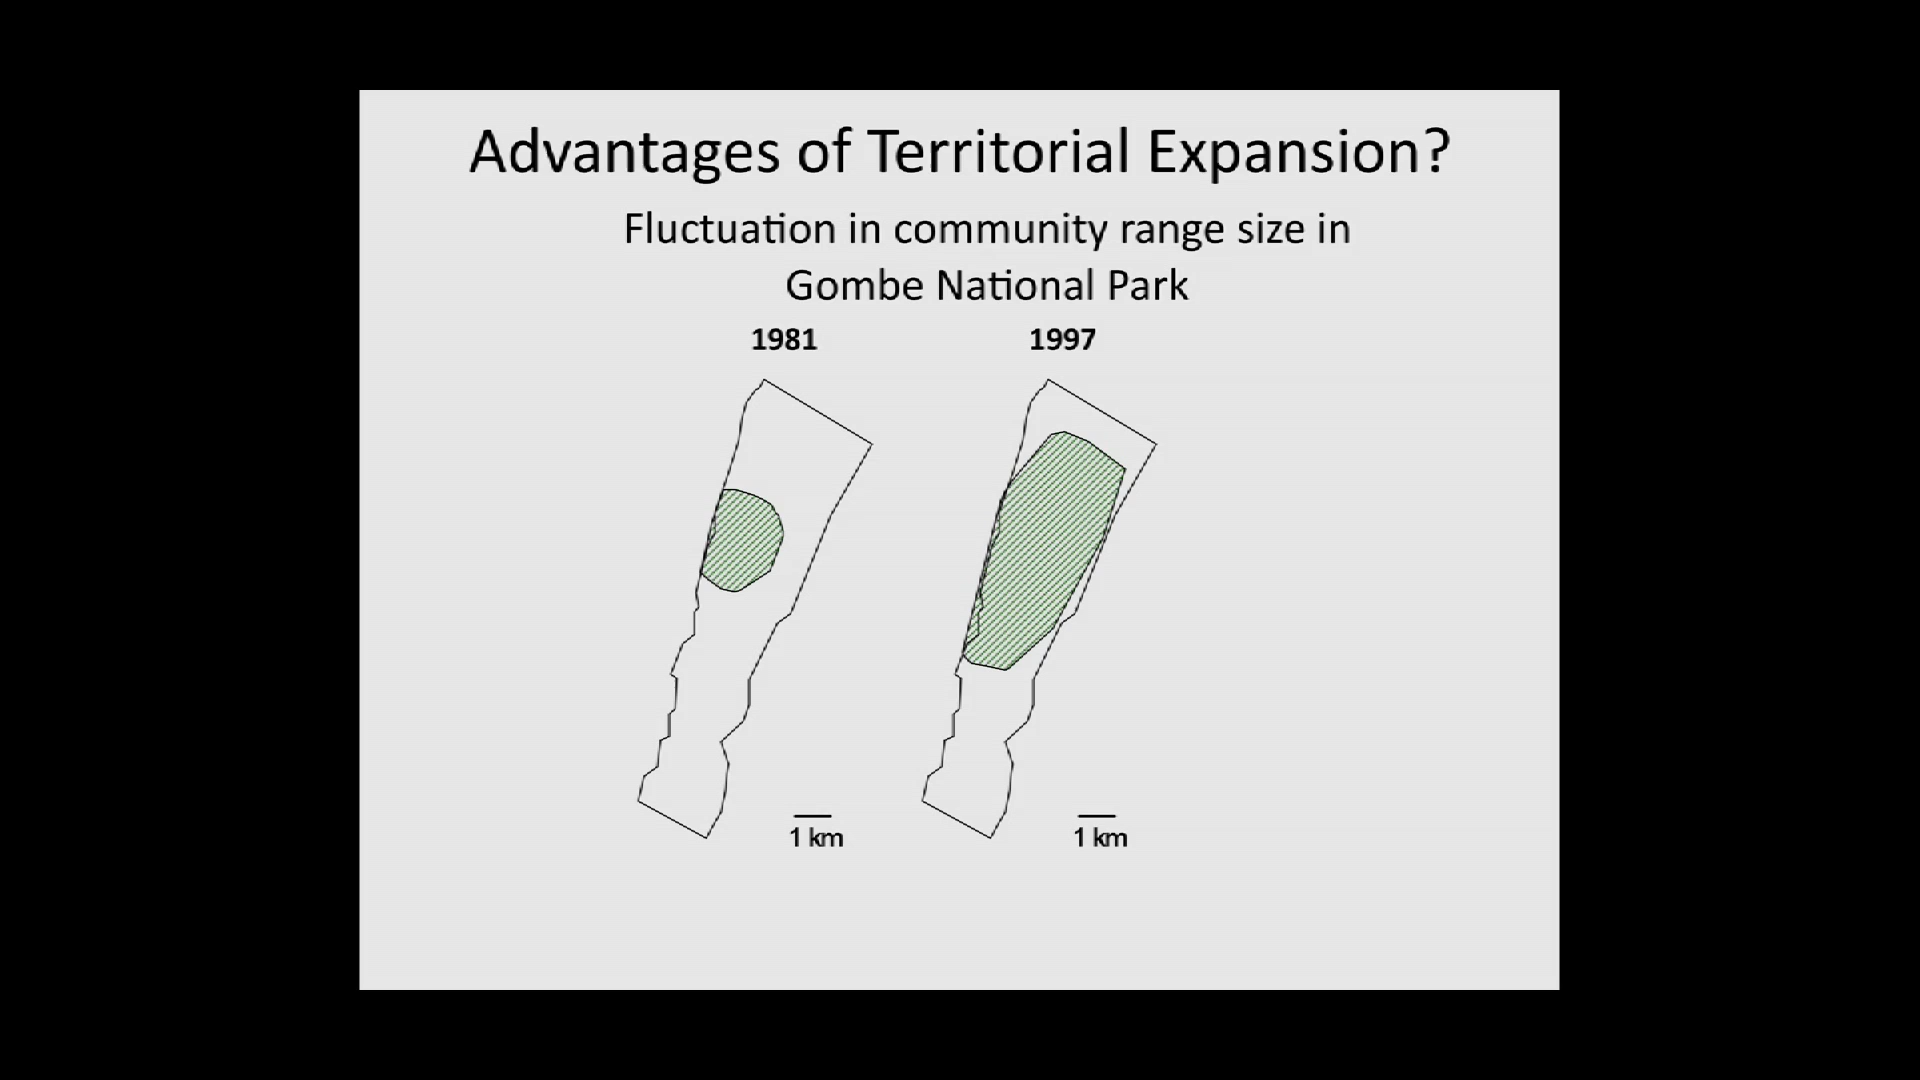 Advantages of Territorial Expansion?
Fluctuation in community range size in
Gombe National Park
1981
1997
1 km
1 km